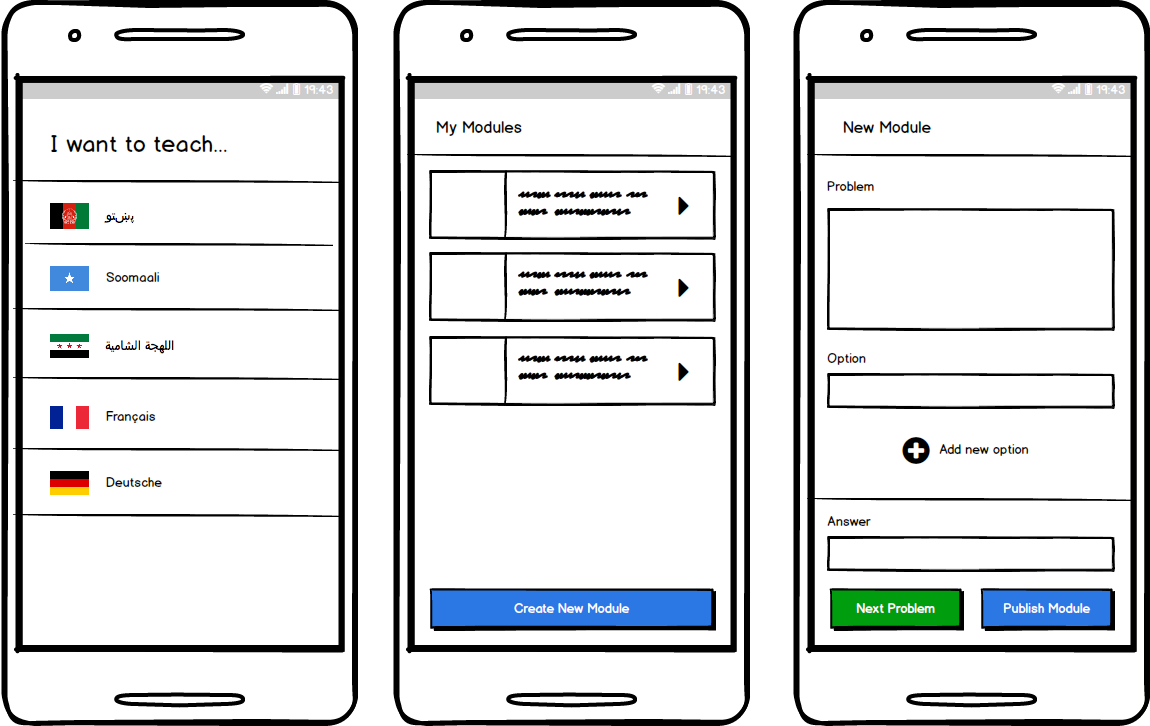 19:43
I want to teach...
پښتو
Soomaali
اللهجة الشامية
Français
Deutsche
19:43
My Modules
Create New Module
19:43
New Module
Problem
Option
Add new option
Answer
Next Problem
Publish Module